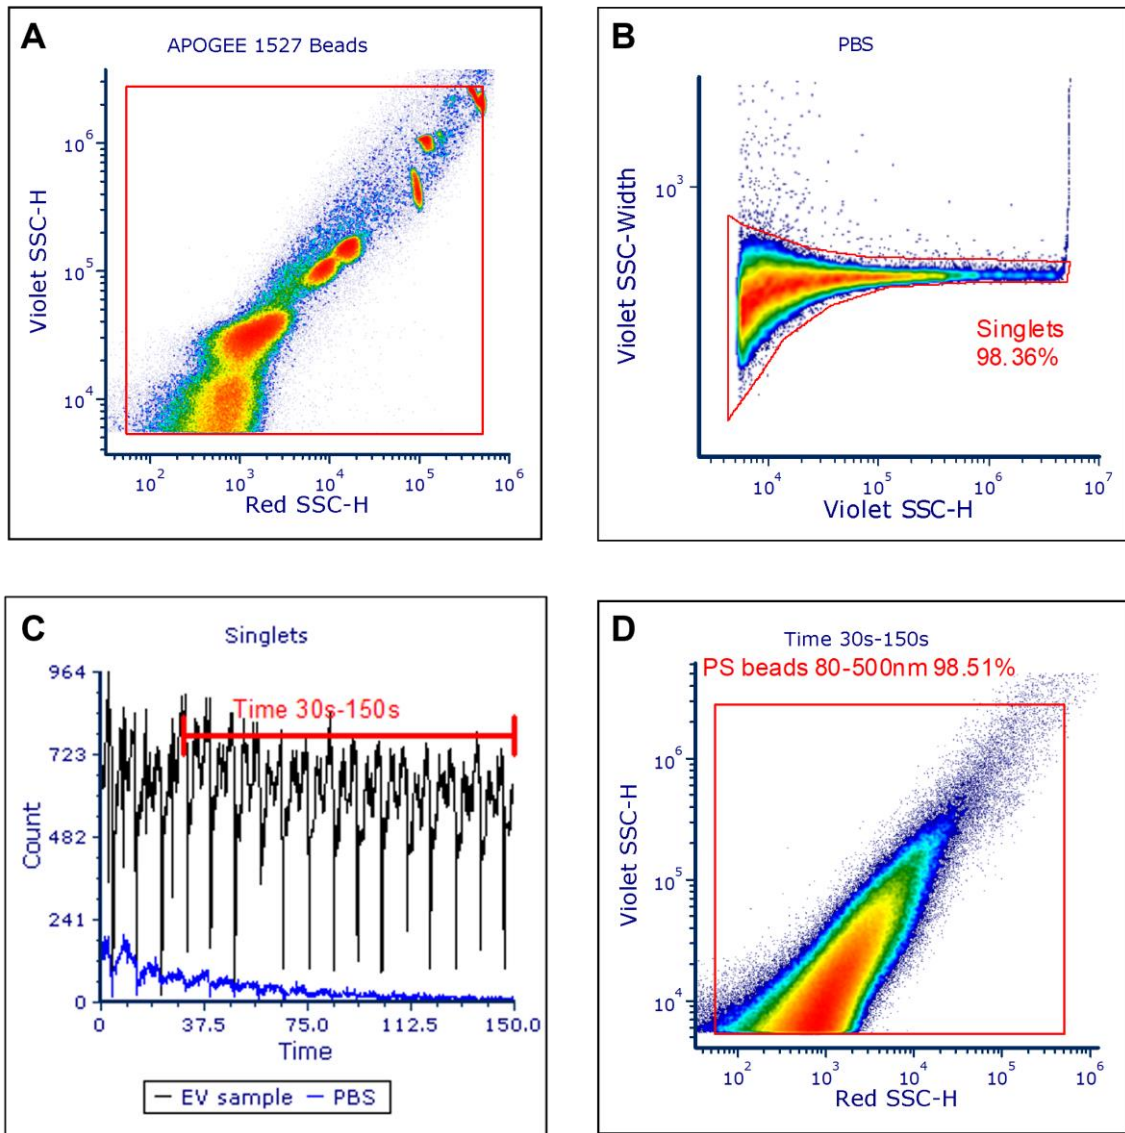 A
APOGEE 1527 Beads
Violet SSC-H
10^6
10^5
10^4
10^2
10^3
10^4
10^5
10^6
Red SSC-H
B
PBS
Violet SSC-Width
10^3
Singlets
98.36%
10^4
10^5
10^6
10^7
Violet SSC-H
C
Singlets
Count
964
723
482
241
0
Time 30s-150s
0
37.5
75.0
112.5
150.0
Time
EV sample
PBS
D
Time 30s-150s
PS beads 80-500nm 98.51%
Violet SSC-H
10^6
10^5
10^4
10^2
10^3
10^4
10^5
10^6
Red SSC-H